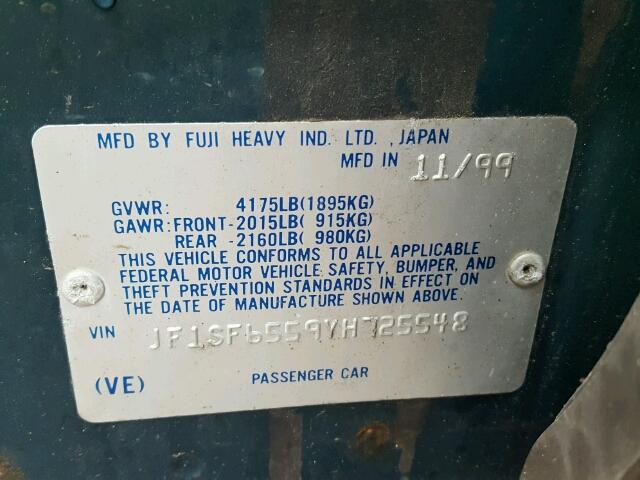 MFD BY FUJI HEAVY IND. LTD., JAPAN
MFD IN 11/99
GVWR: 4175LB(1895KG)
GAWR: FRONT-2015LB( 915KG)
REAR -2160LB( 980KG)
THIS VEHICLE CONFORMS TO ALL APPLICABLE
FEDERAL MOTOR VEHICLE SAFETY, BUMPER, AND
THEFT PREVENTION STANDARDS IN EFFECT ON
THE DATE OF MANUFACTURE SHOWN ABOVE.
VIN JF1SF6559YH725548
(VE) PASSENGER CAR